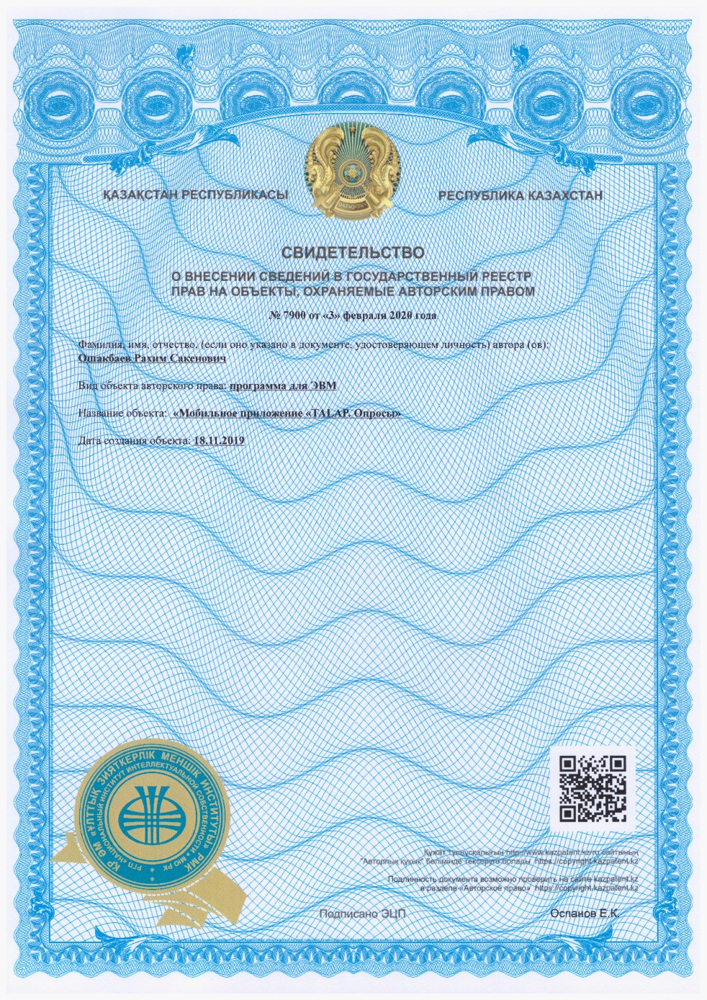 ҚАЗАҚСТАН РЕСПУБЛИКАСЫ
РЕСПУБЛИКА КАЗАХСТАН
СВИДЕТЕЛЬСТВО
О ВНЕСЕНИИ СВЕДЕНИЙ В ГОСУДАРСТВЕННЫЙ РЕЕСТР
ПРАВ НА ОБЪЕКТЫ, ОХРАНЯЕМЫЕ АВТОРСКИМ ПРАВОМ
№ 7900 от «3» февраля 2020 года
Фамилия, имя, отчество, (если оно указано в документе, удостоверяющем личность) автора (ов):
Ошакбаев Рахим Сакенович
Вид объекта авторского права: программа для ЭВМ
Название объекта: «Мобильное приложение «TALAP. Опросы»
Дата создания объекта: 18.11.2019
ҚР ӘМ «ҰЛТТЫҚ ЗИЯТКЕРЛІК МЕНШІК ИНСТИТУТЫ» РМК
РГП «НАЦИОНАЛЬНЫЙ ИНСТИТУТ ИНТЕЛЛЕКТУАЛЬНОЙ СОБСТВЕННОСТИ» МЮ РК
Құжат түпнұсқалығын http://www.kazpatent.kz/ru сайтының
"Авторлық құқық" бөлімінде тексеруге болады https://copyright.kazpatent.kz
Подлинность документа возможно проверить на сайте kazpatent.kz
в разделе «Авторское право» https://copyright.kazpatent.kz
Подписано ЭЦП
Оспанов Е.К.